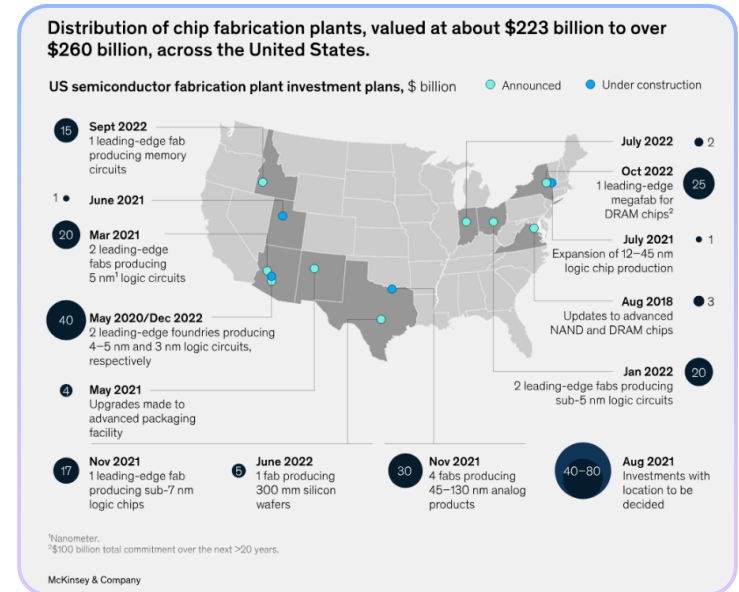 Distribution of chip fabrication plants, valued at about $223 billion to over
$260 billion, across the United States.
US semiconductor fabrication plant investment plans, $ billion
Announced
Under construction
15
Sept 2022
1 leading-edge fab
producing memory
circuits
1
June 2021
20
Mar 2021
2 leading-edge
fabs producing
5 nm¹ logic circuits
40
May 2020/Dec 2022
2 leading-edge foundries producing
4–5 nm and 3 nm logic circuits,
respectively
4
May 2021
Upgrades made to
advanced packaging
facility
July 2022
2
Oct 2022
1 leading-edge
megafab for
DRAM chips²
25
July 2021
1
Expansion of 12–45 nm
logic chip production
Aug 2018
3
Updates to advanced
NAND and DRAM chips
Jan 2022
20
2 leading-edge fabs producing
sub-5 nm logic circuits
17
Nov 2021
1 leading-edge fab
producing sub-7 nm
logic chips
5
June 2022
1 fab producing
300 mm silicon
wafers
30
Nov 2021
4 fabs producing
45–130 nm analog
products
40–80
Aug 2021
Investments with
location to be
decided
¹Nanometer.
²$100 billion total commitment over the next >20 years.
McKinsey & Company